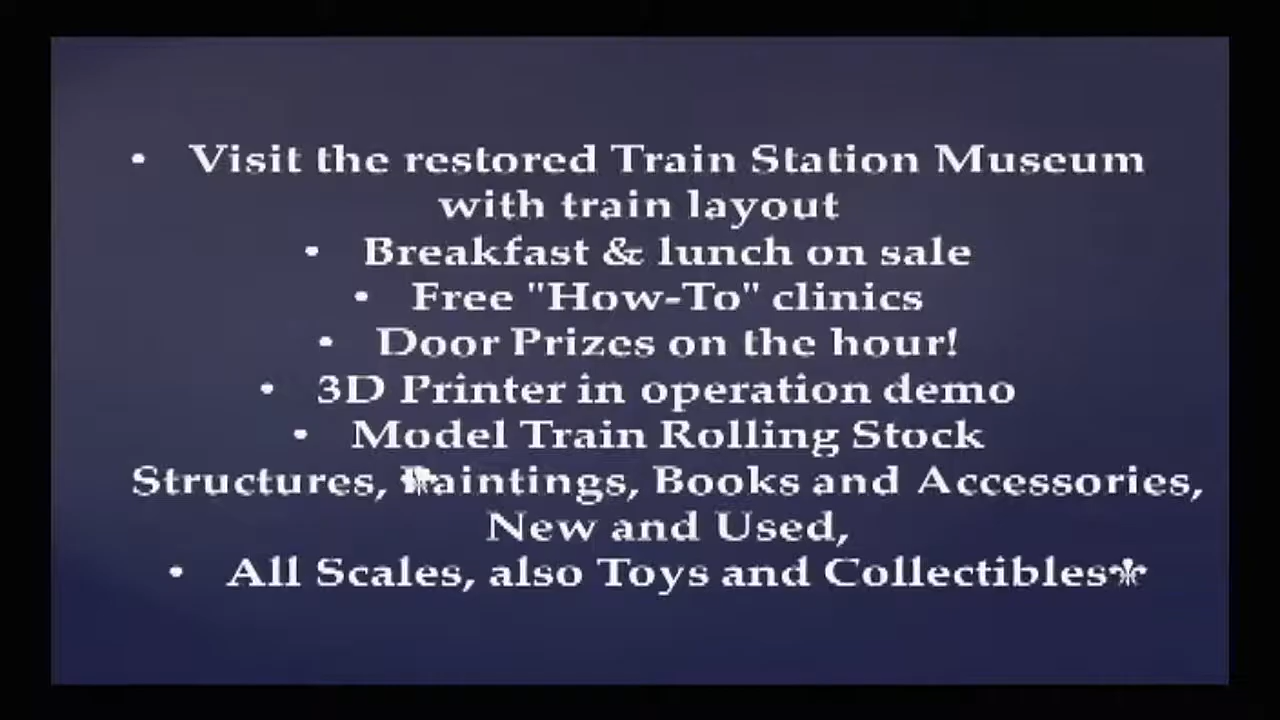 • Visit the restored Train Station Museum
with train layout
• Breakfast & lunch on sale
• Free "How-To" clinics
• Door Prizes on the hour!
• 3D Printer in operation demo
• Model Train Rolling Stock
Structures, Paintings, Books and Accessories,
New and Used,
• All Scales, also Toys and Collectibles